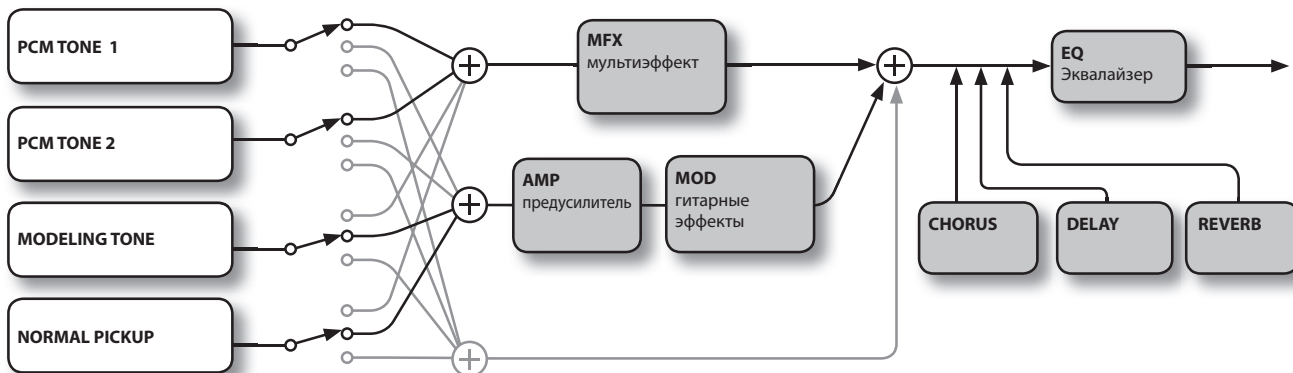 PCM TONE 1
PCM TONE 2
MODELING TONE
NORMAL PICKUP
MFX
мультиэффект
AMP
предусилитель
MOD
гитарные
эффекты
EQ
Эквалайзер
CHORUS
DELAY
REVERB